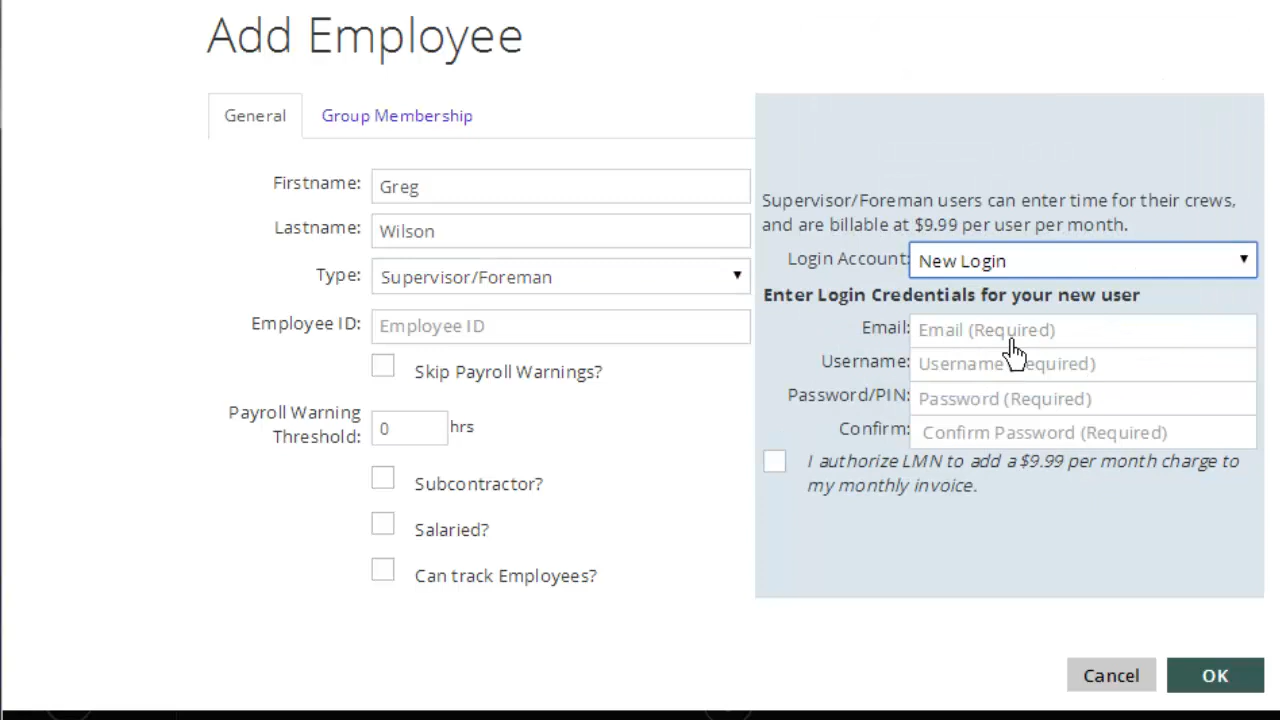 Add Employee
General
Group Membership
Firstname:
Greg
Lastname:
Wilson
Type:
Supervisor/Foreman
Employee ID:
Employee ID
Skip Payroll Warnings?
Payroll Warning
Threshold:
0
hrs
Subcontractor?
Salaried?
Can track Employees?
Supervisor/Foreman users can enter time for their crews,
and are billable at $9.99 per user per month.
Login Account:
New Login
Enter Login Credentials for your new user
Email:
Email (Required)
Username:
Username (Required)
Password/PIN:
Password (Required)
Confirm:
Confirm Password (Required)
I authorize LMN to add a $9.99 per month charge to
my monthly invoice.
Cancel
OK